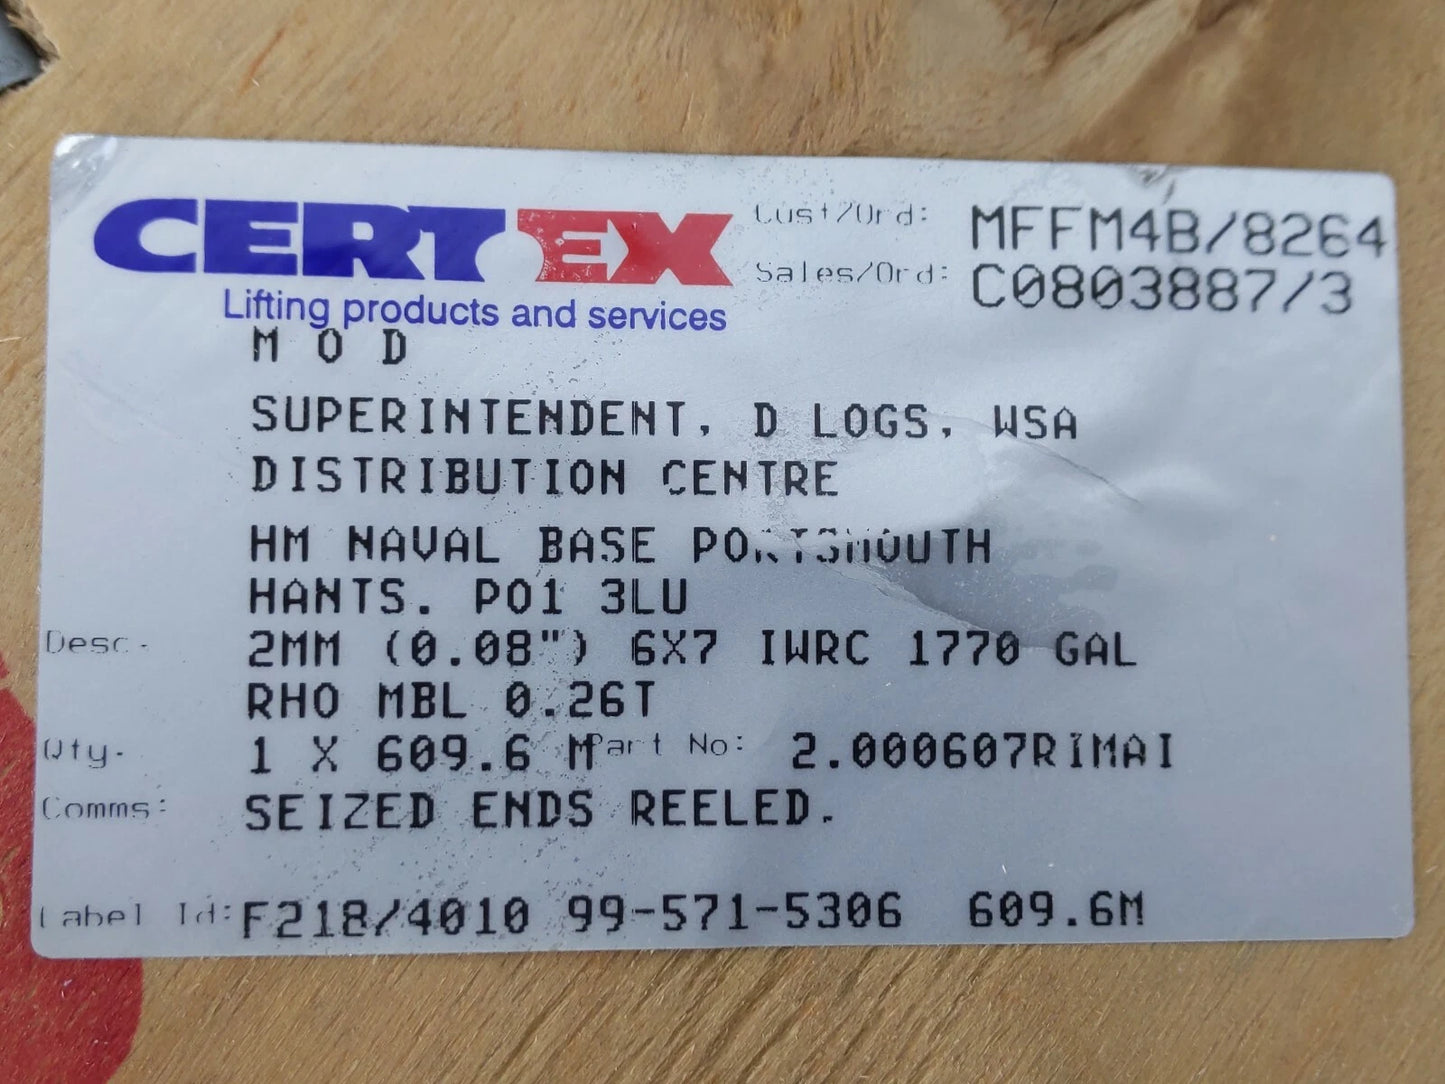 CERTEX
Lifting products and services
Cust/Ord: MFFM4B/8264
Sales/Ord: C0803887/3
M O D
SUPERINTENDENT, D LOGS, WSA
DISTRIBUTION CENTRE
HM NAVAL BASE PORTSMOUTH
HANTS. PO1 3LU
Desc. 2MM (0.08") 6X7 IWRC 1770 GAL
RHO MBL 0.26T
Qty. 1 X 609.6 M Part No: 2.000607RIMAI
Comms: SEIZED ENDS REELED.
Label Id: F218/4010 99-571-5306 609.6M